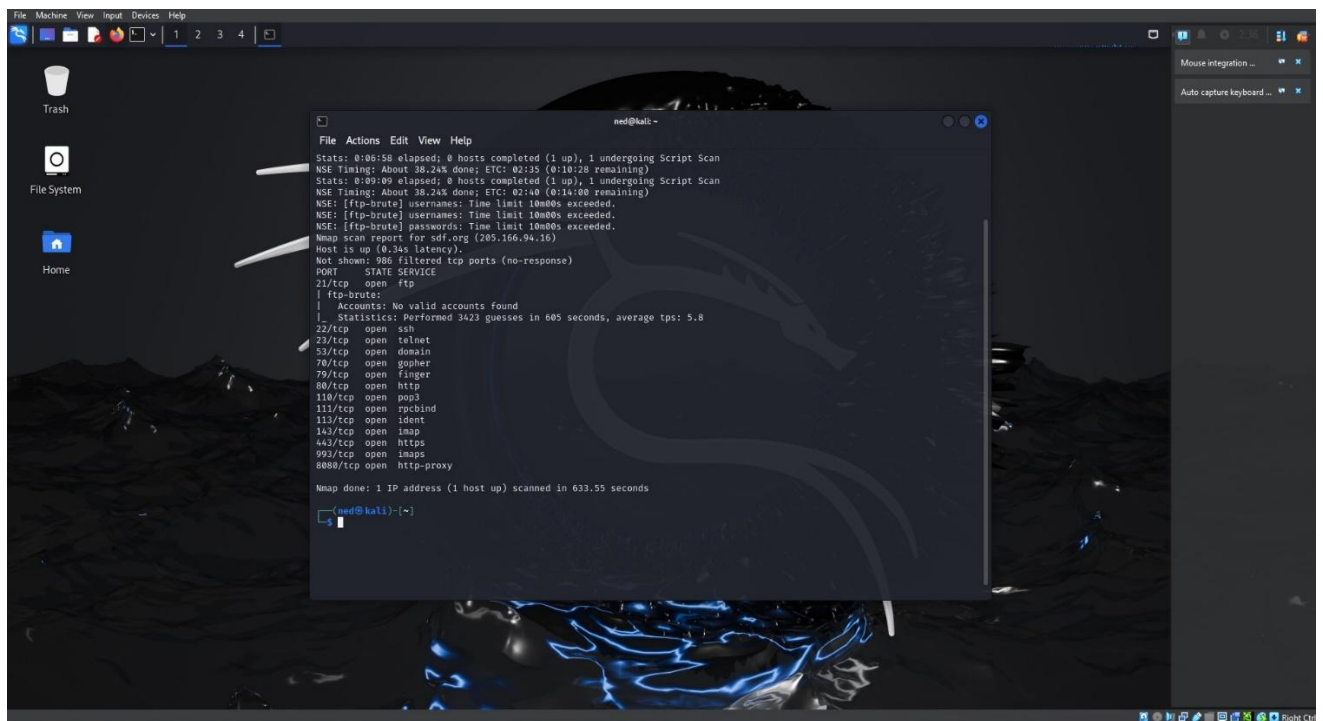 File Machine View Input Devices Help
1 2 3 4
2:36
Mouse integration ...
Auto capture keyboard ...
Trash
File System
Home
ned@kali: ~
File Actions Edit View Help
Stats: 0:06:58 elapsed; 0 hosts completed (1 up), 1 undergoing Script Scan
NSE Timing: About 38.24% done; ETC: 02:35 (0:10:28 remaining)
Stats: 0:09:09 elapsed; 0 hosts completed (1 up), 1 undergoing Script Scan
NSE Timing: About 38.24% done; ETC: 02:40 (0:14:00 remaining)
NSE: [ftp-brute] usernames: Time limit 10m00s exceeded.
NSE: [ftp-brute] usernames: Time limit 10m00s exceeded.
NSE: [ftp-brute] passwords: Time limit 10m00s exceeded.
Nmap scan report for sdf.org (205.166.94.16)
Host is up (0.34s latency).
Not shown: 986 filtered tcp ports (no-response)
PORT STATE SERVICE
21/tcp open ftp
| ftp-brute:
| Accounts: No valid accounts found
|_ Statistics: Performed 3423 guesses in 605 seconds, average tps: 5.8
22/tcp open ssh
23/tcp open telnet
53/tcp open domain
70/tcp open gopher
79/tcp open finger
80/tcp open http
110/tcp open pop3
111/tcp open rpcbind
113/tcp open ident
143/tcp open imap
443/tcp open https
993/tcp open imaps
8080/tcp open http-proxy
Nmap done: 1 IP address (1 host up) scanned in 633.55 seconds
┌──(ned㉿kali)-[~]
└─$
Right Ctrl